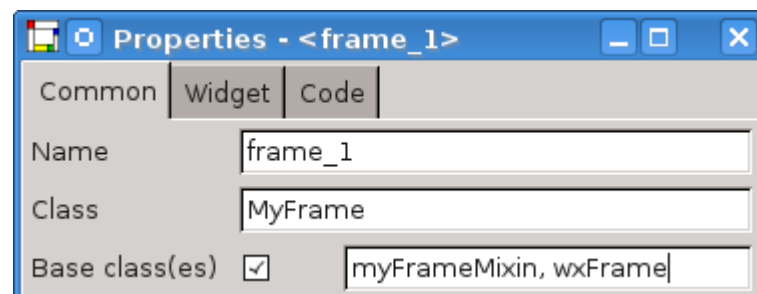 Properties - <frame_1>
Common Widget Code
Name frame_1
Class MyFrame
Base class(es) myFrameMixin, wxFrame